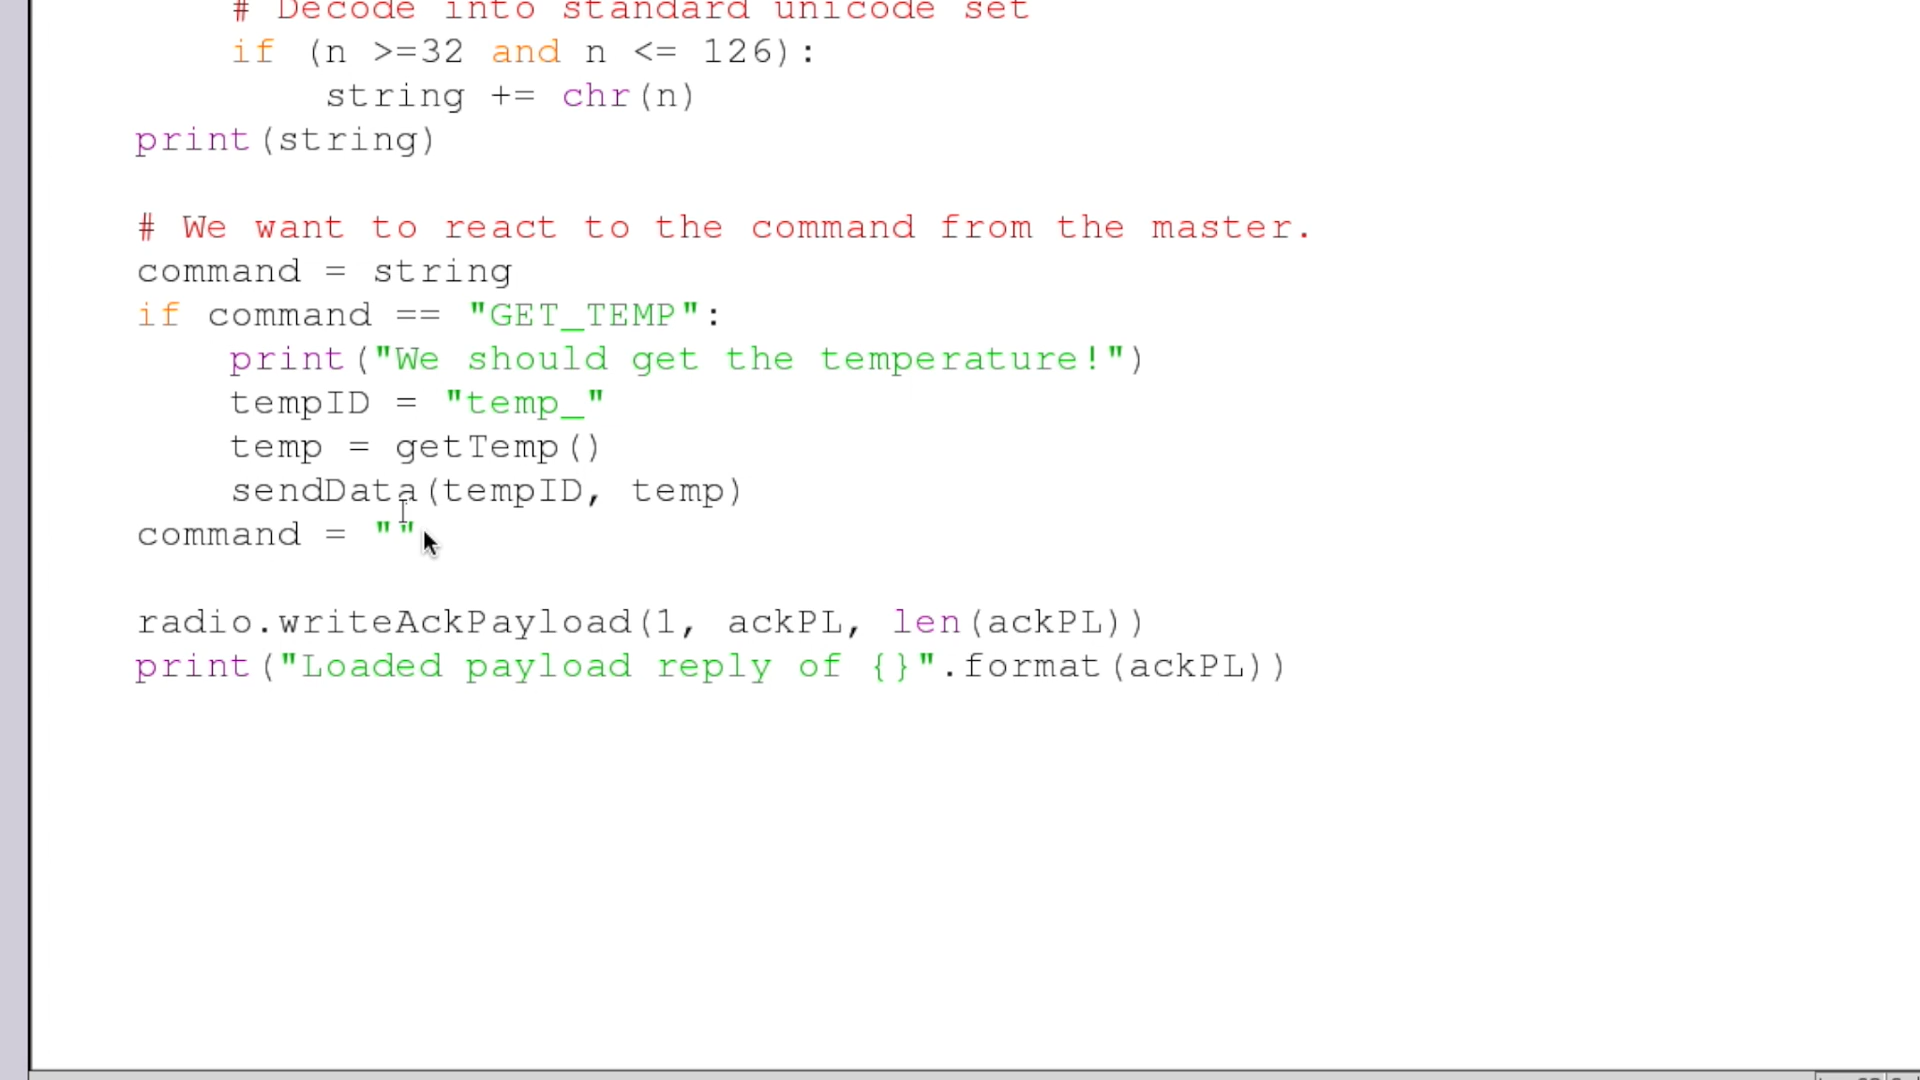 # Decode into standard unicode set
if (n >=32 and n <= 126):
string += chr(n)
print(string)
# We want to react to the command from the master.
command = string
if command == "GET_TEMP":
print("We should get the temperature!")
tempID = "temp_"
temp = getTemp()
sendData(tempID, temp)
command = ""
radio.writeAckPayload(1, ackPL, len(ackPL))
print("Loaded payload reply of {}".format(ackPL))